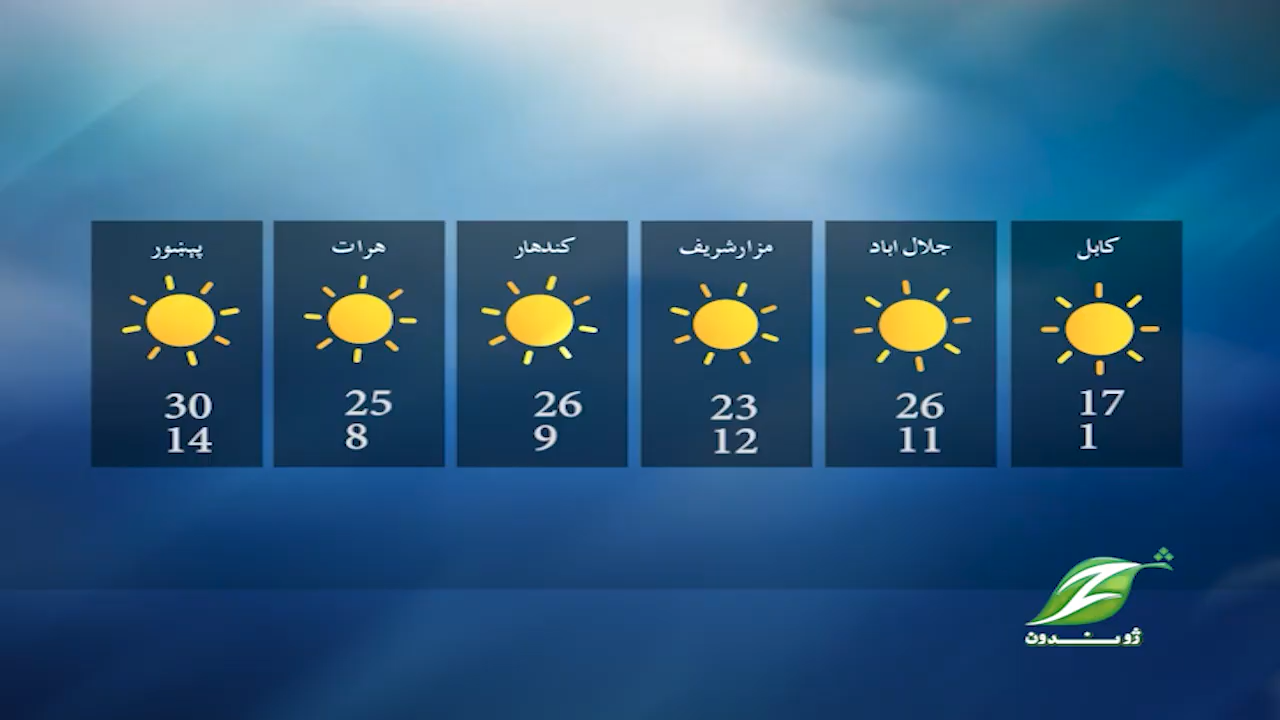 کابل
17
1
جلال اباد
26
11
مزارشریف
23
12
کندهار
26
9
هرات
25
8
پېښور
30
14
ژوندون